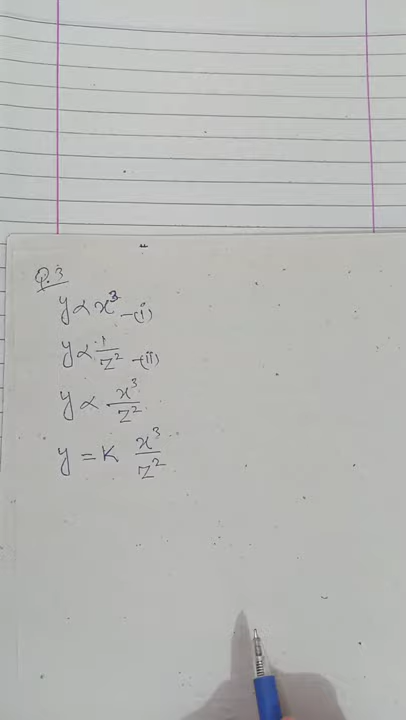 Q.3
y ∝ x³ –(i)
y ∝ 1/z² –(ii)
y ∝ x³/z²
y = K x³/z²